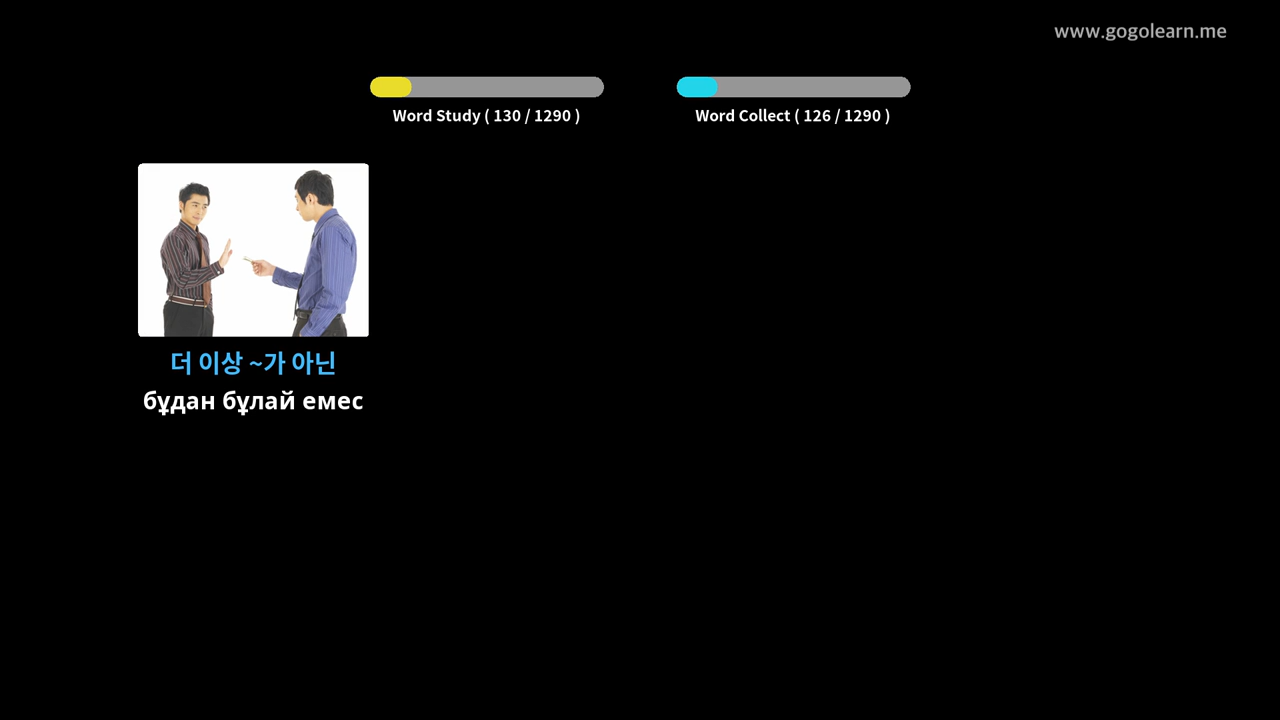 www.gogolearn.me
Word Study ( 130 / 1290 )
Word Collect ( 126 / 1290 )
더 이상 ~가 아닌
бұдан бұлай емес